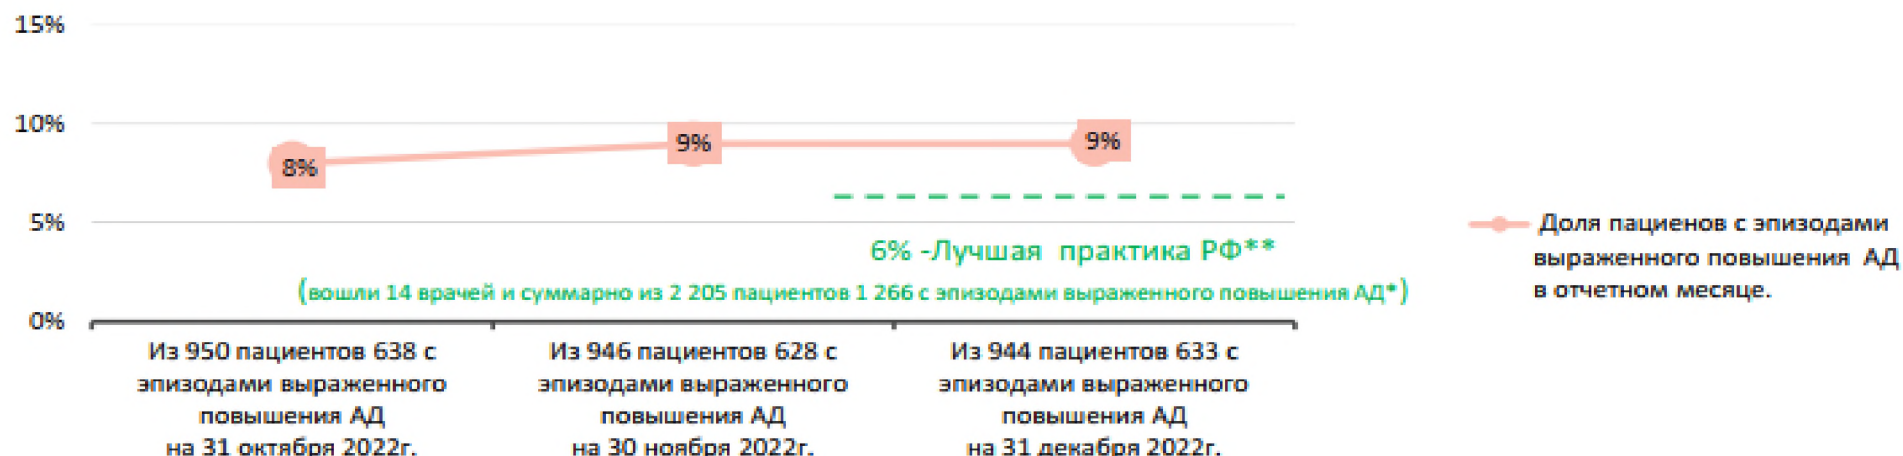 15%
10%
5%
0%
8%
9%
9%
6% -Лучшая практика РФ**
(вошли 14 врачей и суммарно из 2 205 пациентов 1 266 с эпизодами выраженного повышения АД*)
Из 950 пациентов 638 с
эпизодами выраженного
повышения АД
на 31 октября 2022г.
Из 946 пациентов 628 с
эпизодами выраженного
повышения АД
на 30 ноября 2022г.
Из 944 пациентов 633 с
эпизодами выраженного
повышения АД
на 31 декабря 2022г.
Доля пациенов с эпизодами
выраженного повышения АД
в отчетном месяце.